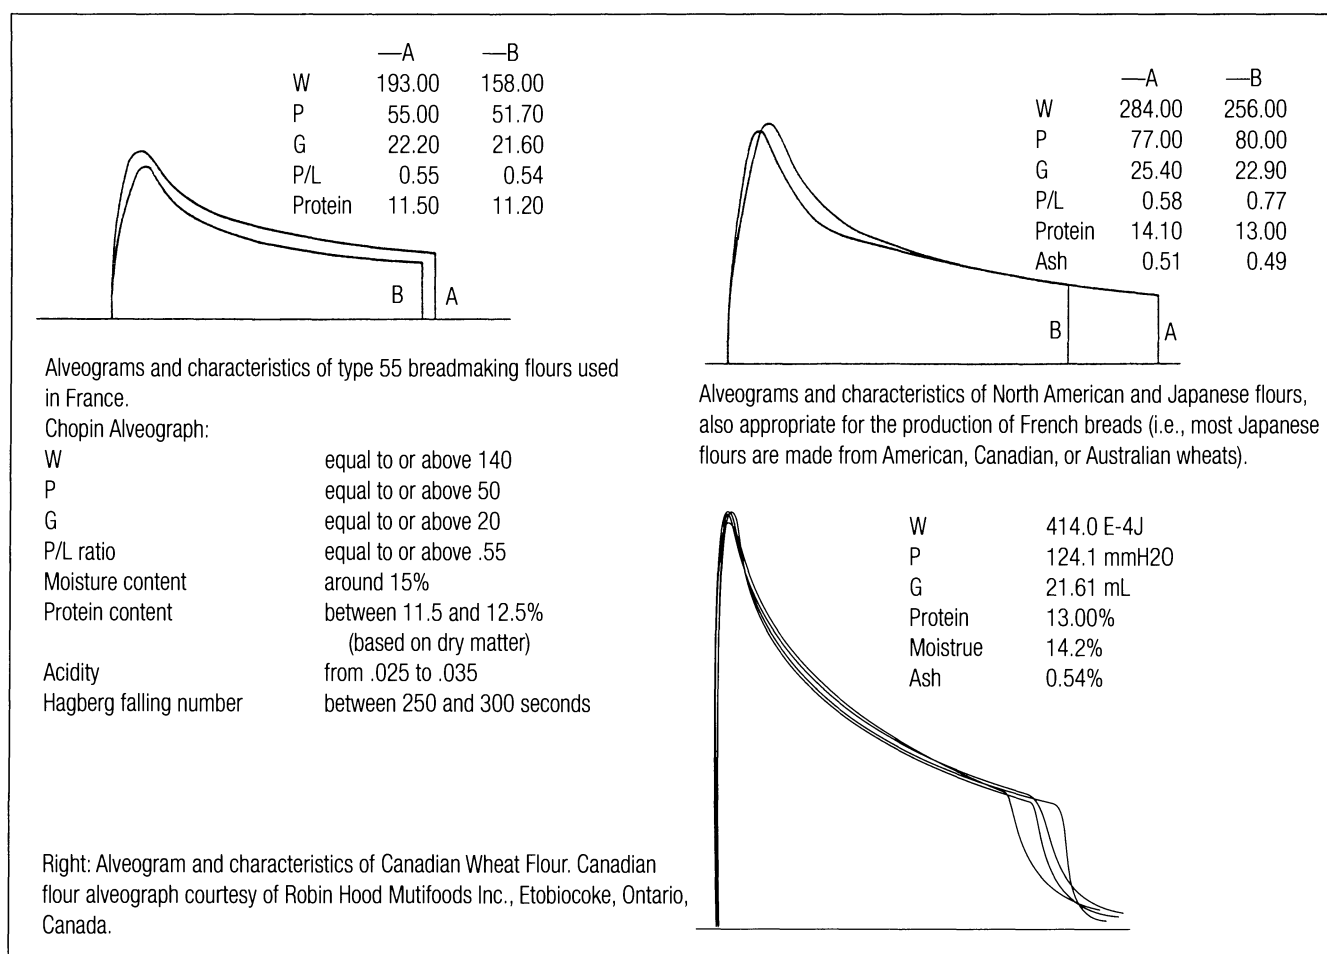 —A —B
W 193.00 158.00
P 55.00 51.70
G 22.20 21.60
P/L 0.55 0.54
Protein 11.50 11.20
B A
Alveograms and characteristics of type 55 breadmaking flours used
in France.
Chopin Alveograph:
W equal to or above 140
P equal to or above 50
G equal to or above 20
P/L ratio equal to or above .55
Moisture content around 15%
Protein content between 11.5 and 12.5%
(based on dry matter)
Acidity from .025 to .035
Hagberg falling number between 250 and 300 seconds
—A —B
W 284.00 256.00
P 77.00 80.00
G 25.40 22.90
P/L 0.58 0.77
Protein 14.10 13.00
Ash 0.51 0.49
B A
Alveograms and characteristics of North American and Japanese flours,
also appropriate for the production of French breads (i.e., most Japanese
flours are made from American, Canadian, or Australian wheats).
W 414.0 E-4J
P 124.1 mmH2O
G 21.61 mL
Protein 13.00%
Moistrue 14.2%
Ash 0.54%
Right: Alveogram and characteristics of Canadian Wheat Flour. Canadian
flour alveograph courtesy of Robin Hood Mutifoods Inc., Etobiocoke, Ontario,
Canada.